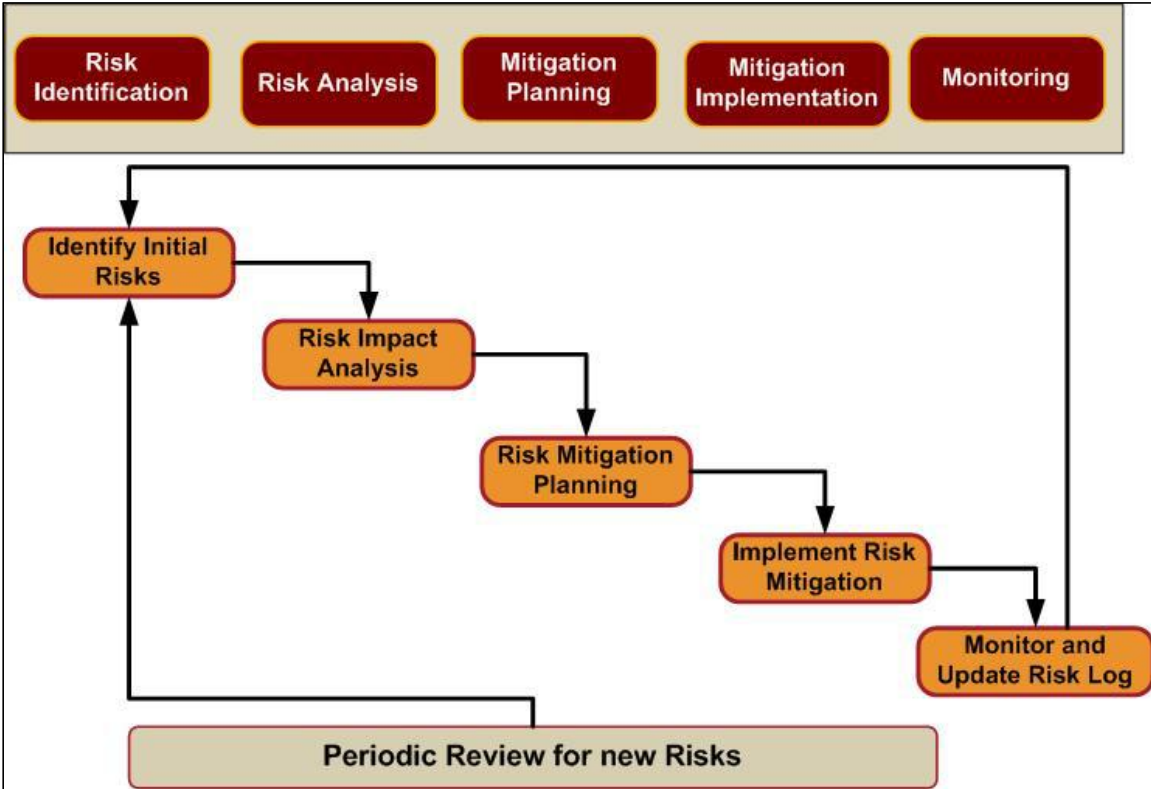 Risk
Identification
Risk Analysis
Mitigation
Planning
Mitigation
Implementation
Monitoring
Identify Initial
Risks
Risk Impact
Analysis
Risk Mitigation
Planning
Implement Risk
Mitigation
Monitor and
Update Risk Log
Periodic Review for new Risks